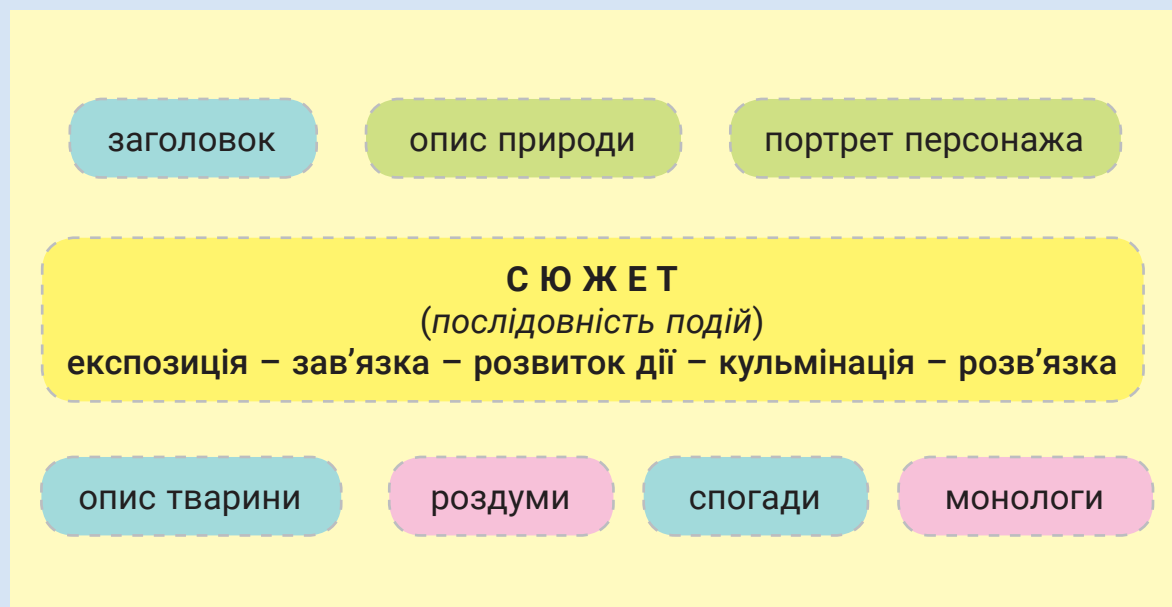 заголовок
опис природи
портрет персонажа
С Ю Ж Е Т
(послідовність подій)
експозиція – зав’язка – розвиток дії – кульмінація – розв’язка
опис тварини
роздуми
спогади
монологи